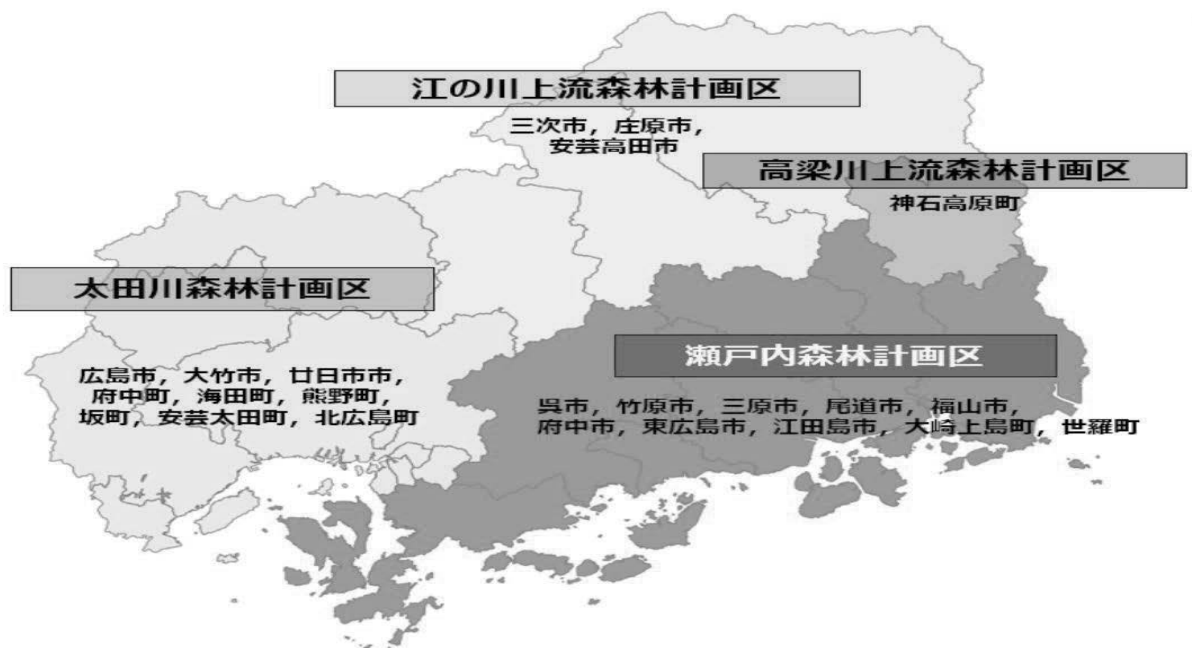 江の川上流森林計画区
三次市，庄原市，
安芸高田市
高梁川上流森林計画区
神石高原町
太田川森林計画区
広島市，大竹市，廿日市市，
府中町，海田町，熊野町，
坂町，安芸太田町，北広島町
瀬戸内森林計画区
呉市，竹原市，三原市，尾道市，福山市，
府中市，東広島市，江田島市，大崎上島町，世羅町